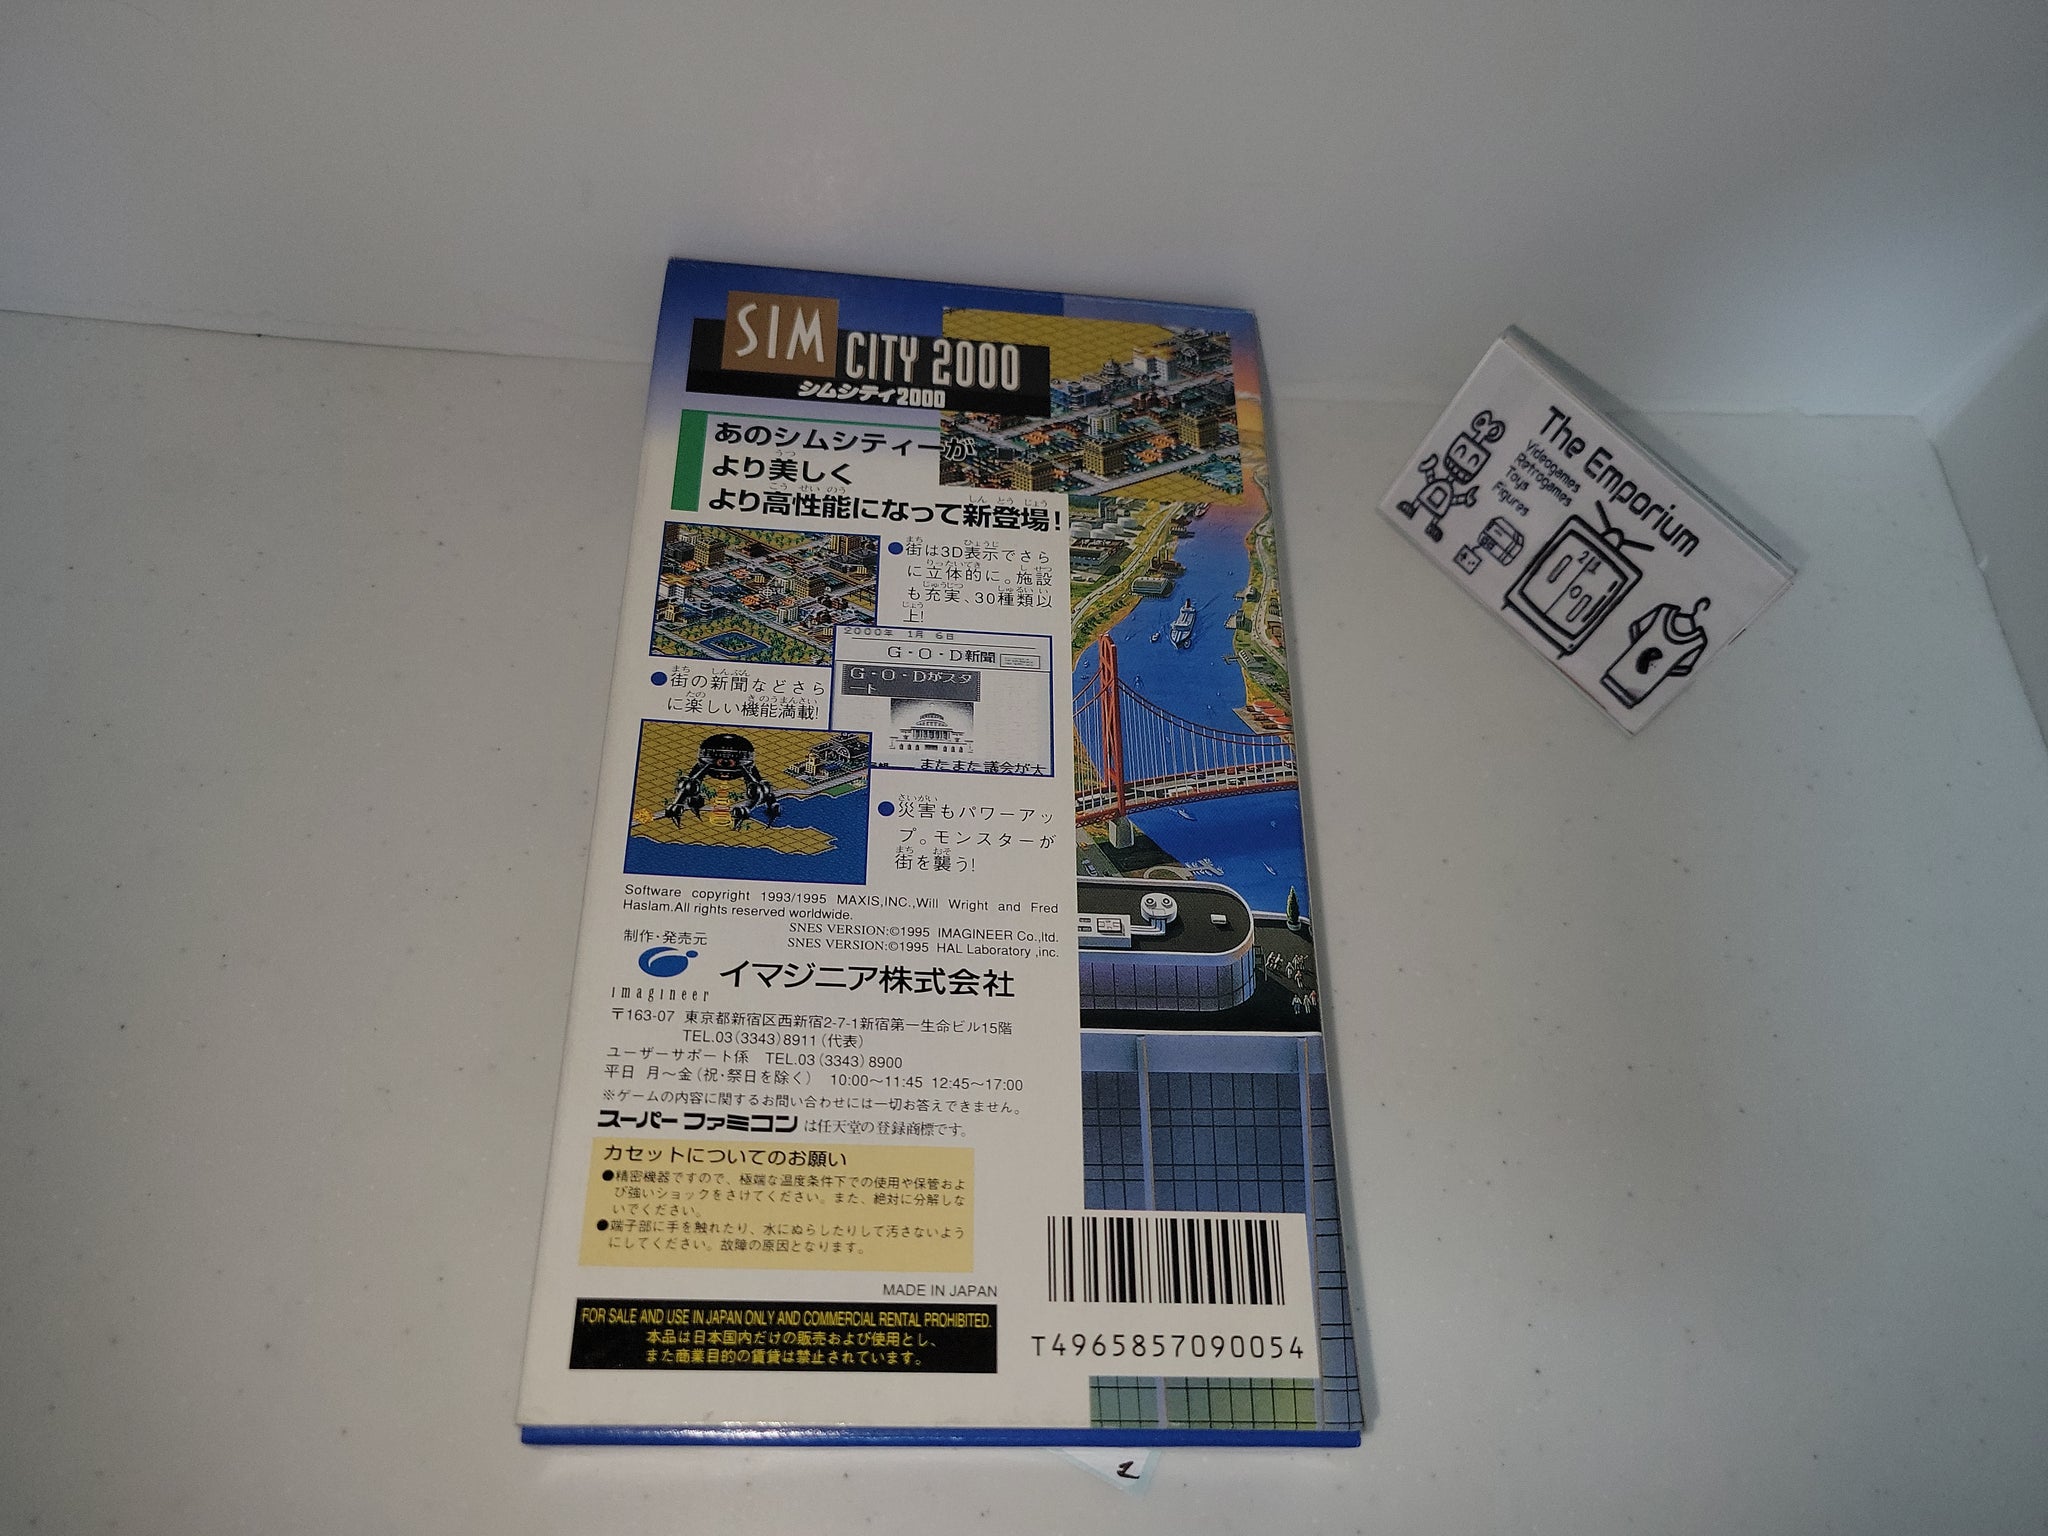 SIM
CITY 2000
シムシティ2000
あのシムシティーが
より美しく
より高性能になって新登場!
●街は3D表示でさら
に立体的に。施設
も充実、30種類以
上!
2000年 1月 6日
G・O・D新聞
G・O・Dがスタ
ート
またまた議会が大
●街の新聞などさら
に楽しい機能満載!
●災害もパワーアッ
プ。モンスターが
街を襲う!
Software copyright 1993/1995 MAXIS,INC.,Will Wright and Fred
Haslam.All rights reserved worldwide.
SNES VERSION:©1995 IMAGINEER Co.,ltd.
SNES VERSION:©1995 HAL Laboratory ,inc.
制作・発売元
imagineer
イマジニア株式会社
〒163-07 東京都新宿区西新宿2-7-1新宿第一生命ビル15階
TEL.03(3343)8911(代表)
ユーザーサポート係 TEL.03(3343)8900
平日 月～金(祝・祭日を除く) 10:00～11:45 12:45～17:00
※ゲームの内容に関するお問い合わせには一切お答えできません。
スーパーファミコンは任天堂の登録商標です。
カセットについてのお願い
●精密機器ですので、極端な温度条件下での使用や保管およ
び強いショックをさけてください。また、絶対に分解しな
いでください。
●端子部に手を触れたり、水にぬらしたりして汚さないよう
にしてください。故障の原因となります。
MADE IN JAPAN
FOR SALE AND USE IN JAPAN ONLY AND COMMERCIAL RENTAL PROHIBITED.
本品は日本国内だけの販売および使用とし、
また商業目的の賃貸は禁止されています。
T4965857090054
The Emporium
Videogames
Retrogames
Toys
Figures